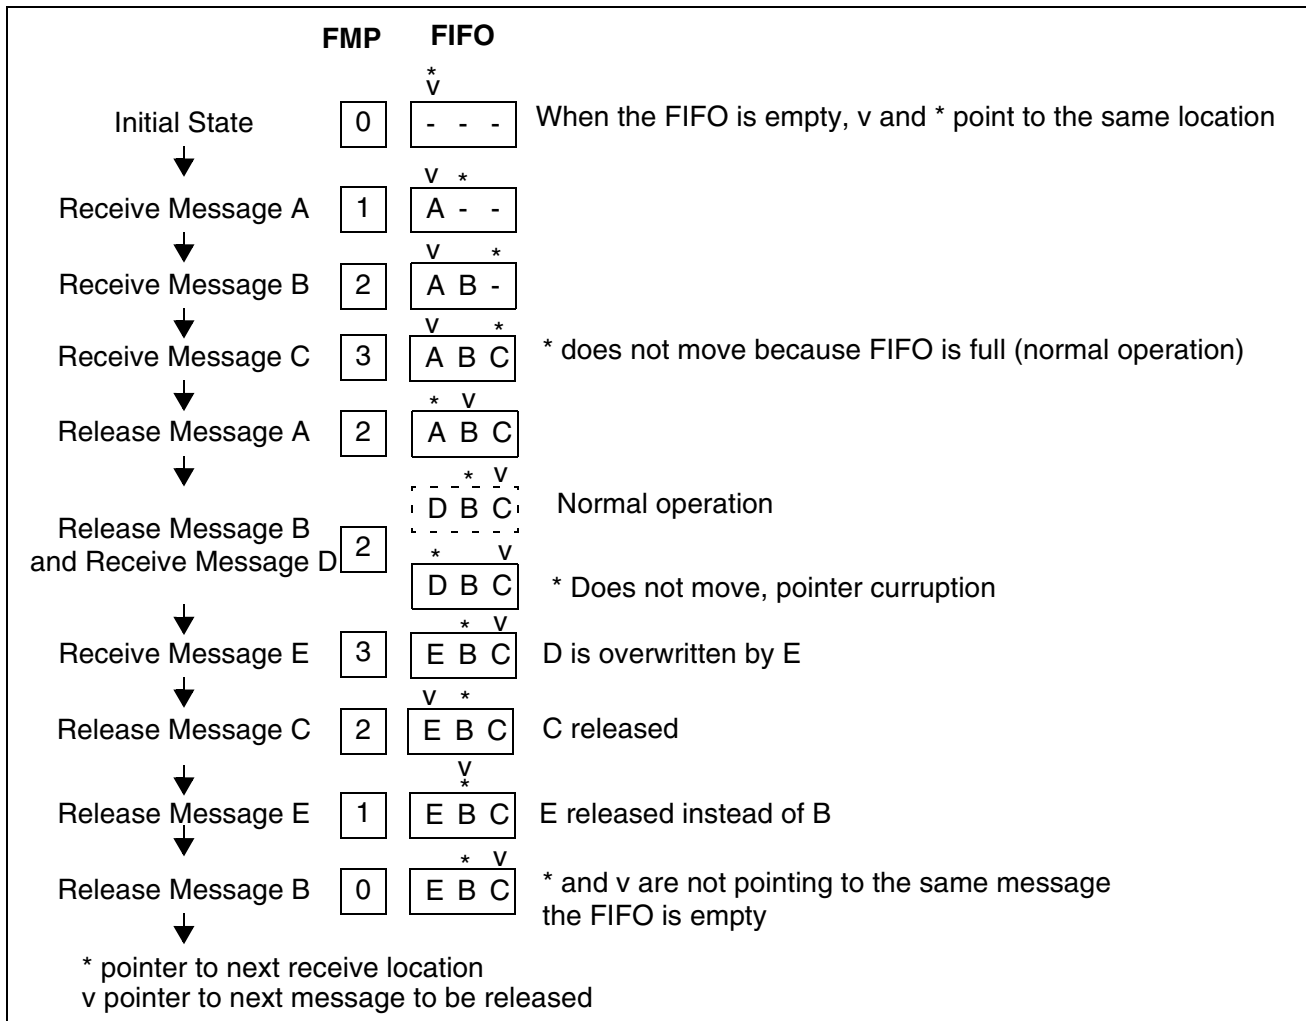 FMP FIFO
*
v
Initial State 0 - - - When the FIFO is empty, v and * point to the same location
v *
Receive Message A 1 A - -
v *
Receive Message B 2 A B -
v *
Receive Message C 3 A B C * does not move because FIFO is full (normal operation)
* v
Release Message A 2 A B C
* v
D B C Normal operation
Release Message B
and Receive Message D 2
* v
D B C * Does not move, pointer curruption
* v
Receive Message E 3 E B C D is overwritten by E
v *
Release Message C 2 E B C C released
v
*
Release Message E 1 E B C E released instead of B
* v
Release Message B 0 E B C * and v are not pointing to the same message
the FIFO is empty
* pointer to next receive location
v pointer to next message to be released